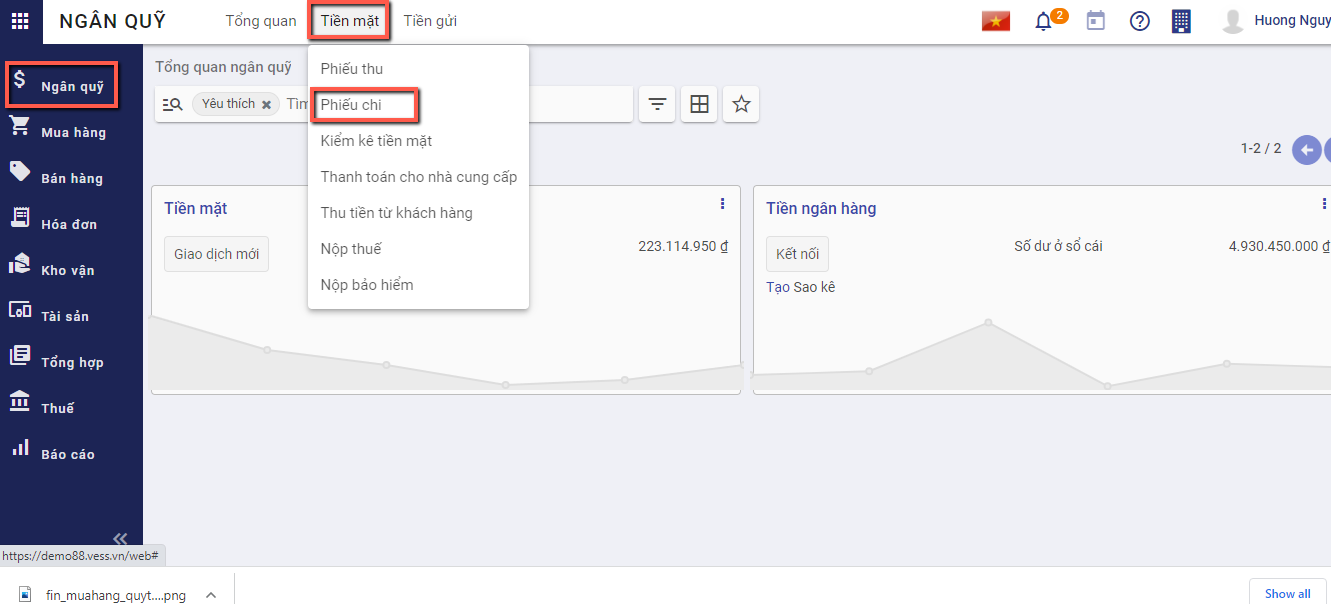 NGÂN QUỸ
Tổng quan
Tiền mặt
Tiền gửi
2
Huong Nguy
Ngân quỹ
Mua hàng
Bán hàng
Hóa đơn
Kho vận
Tài sản
Tổng hợp
Thuế
Báo cáo
Tổng quan ngân quỹ
Yêu thích
Tìm
Phiếu thu
Phiếu chi
Kiểm kê tiền mặt
Thanh toán cho nhà cung cấp
Thu tiền từ khách hàng
Nộp thuế
Nộp bảo hiểm
1-2 / 2
Tiền mặt
Giao dịch mới
223.114.950 ₫
Tiền ngân hàng
Kết nối
Số dư ở sổ cái
4.930.450.000 ₫
Tạo Sao kê
https://demo88.vess.vn/web#
fin_muahang_quyt....png
Show all